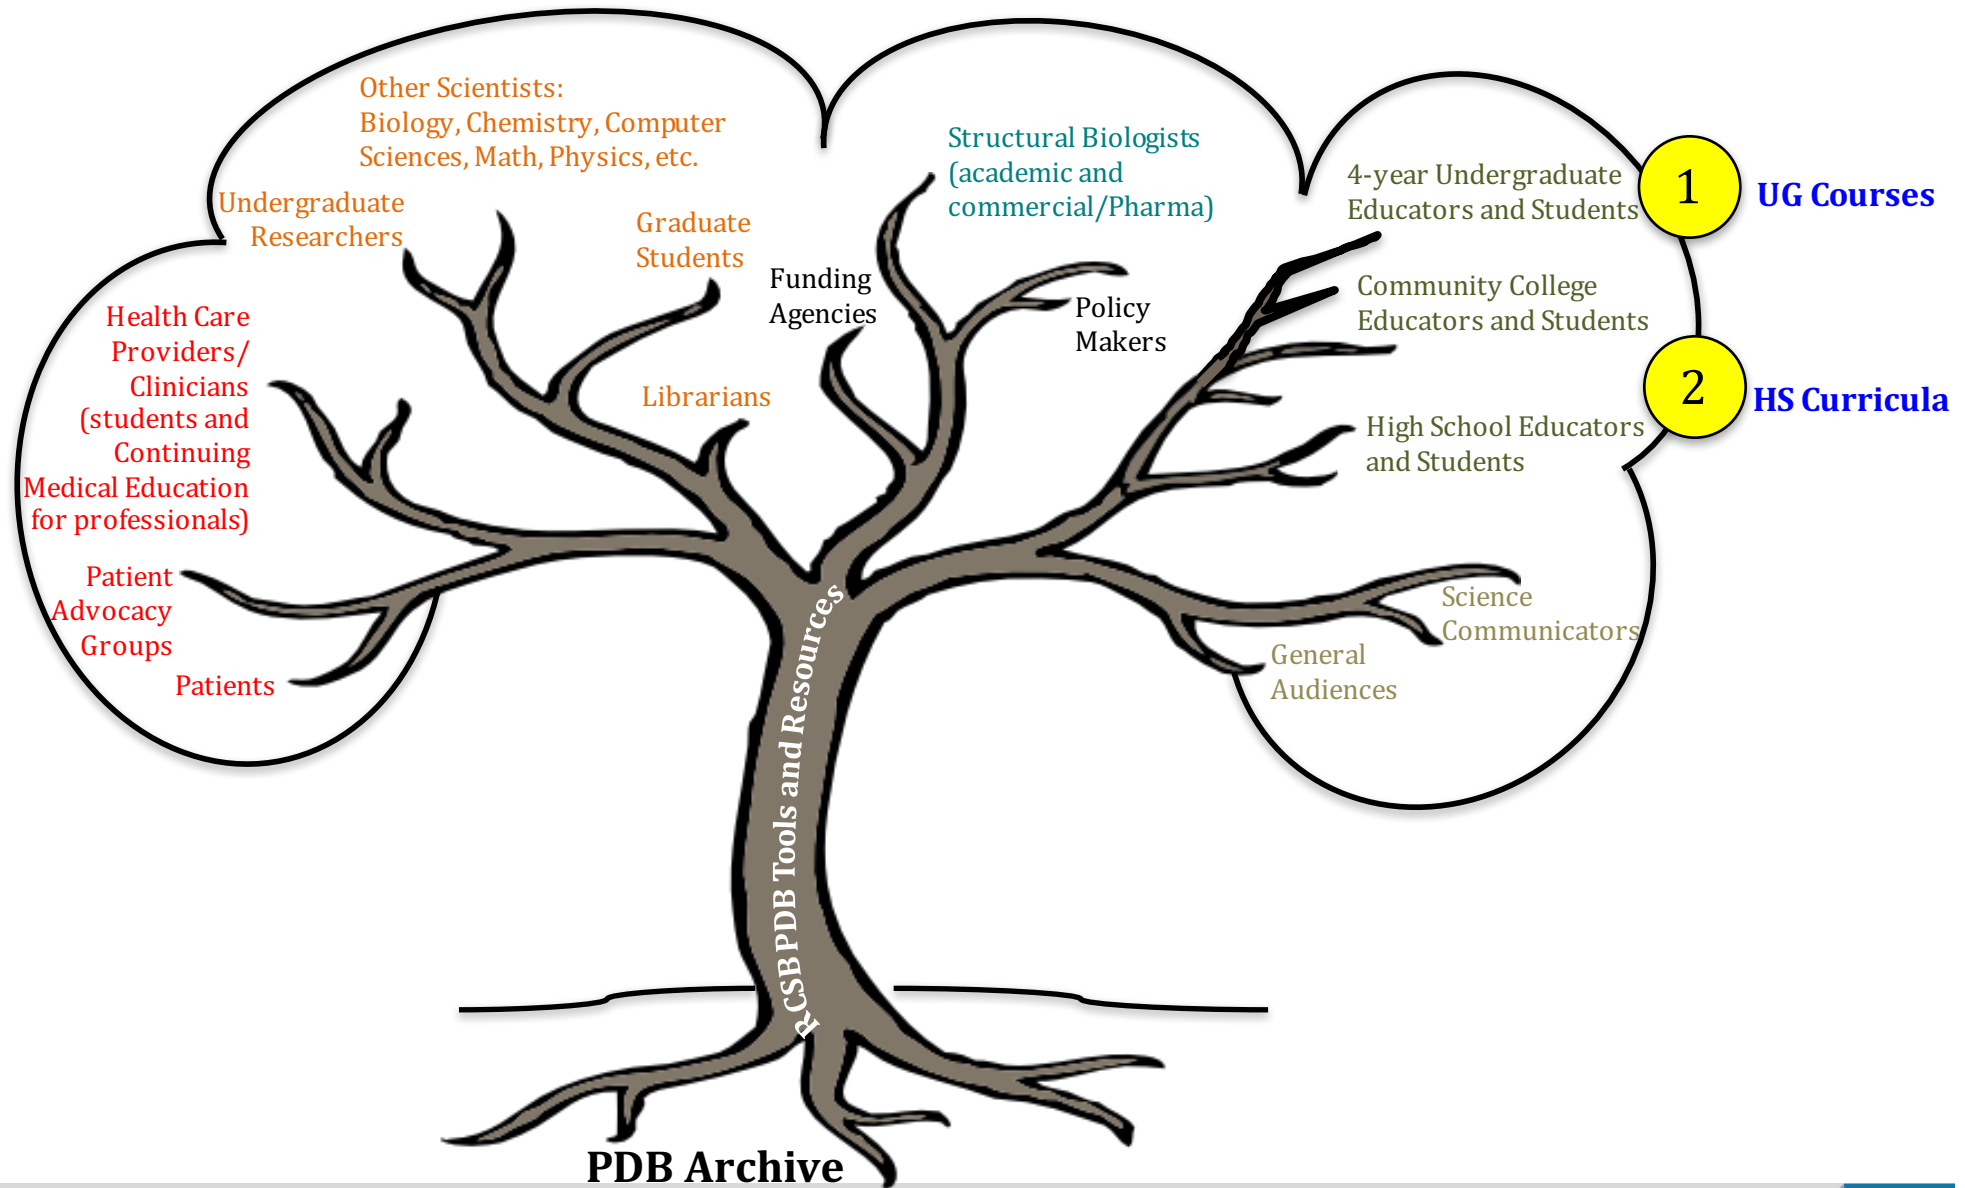 Other Scientists:
Biology, Chemistry, Computer
Sciences, Math, Physics, etc.
Undergraduate
Researchers
Graduate
Students
Structural Biologists
(academic and
commercial/Pharma)
4-year Undergraduate
Educators and Students
1
UG Courses
Funding
Agencies
Policy
Makers
Community College
Educators and Students
Health Care
Providers/
Clinicians
(students and
Continuing
Medical Education
for professionals)
Librarians
2
HS Curricula
High School Educators
and Students
Patient
Advocacy
Groups
Patients
Science
Communicators
General
Audiences
RCSB PDB Tools and Resources
PDB Archive